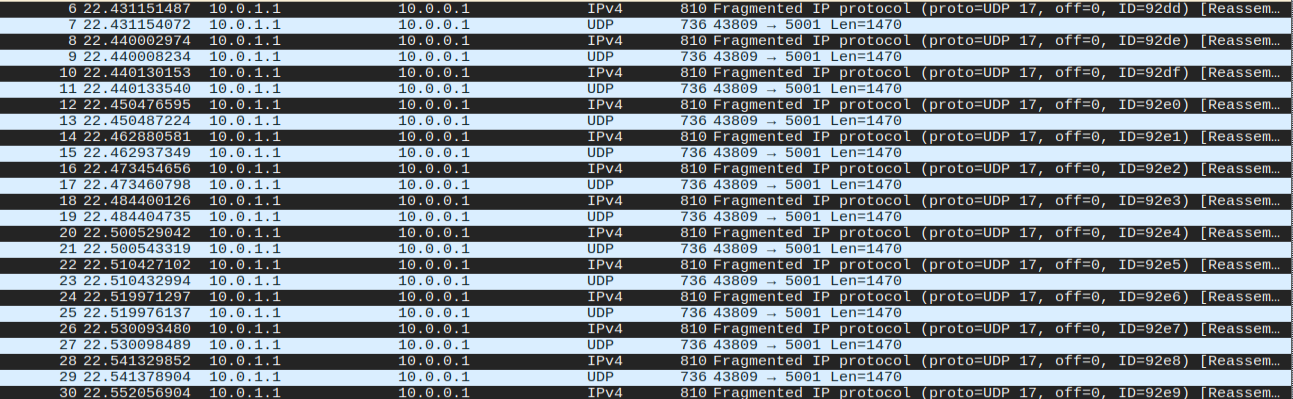 6 22.431151487 10.0.1.1 10.0.0.1 IPv4 810 Fragmented IP protocol (proto=UDP 17, off=0, ID=92dd) [Reassem…
7 22.431154072 10.0.1.1 10.0.0.1 UDP 736 43809 → 5001 Len=1470
8 22.440002974 10.0.1.1 10.0.0.1 IPv4 810 Fragmented IP protocol (proto=UDP 17, off=0, ID=92de) [Reassem…
9 22.440008234 10.0.1.1 10.0.0.1 UDP 736 43809 → 5001 Len=1470
10 22.440130153 10.0.1.1 10.0.0.1 IPv4 810 Fragmented IP protocol (proto=UDP 17, off=0, ID=92df) [Reassem…
11 22.440133540 10.0.1.1 10.0.0.1 UDP 736 43809 → 5001 Len=1470
12 22.450476595 10.0.1.1 10.0.0.1 IPv4 810 Fragmented IP protocol (proto=UDP 17, off=0, ID=92e0) [Reassem…
13 22.450487224 10.0.1.1 10.0.0.1 UDP 736 43809 → 5001 Len=1470
14 22.462880581 10.0.1.1 10.0.0.1 IPv4 810 Fragmented IP protocol (proto=UDP 17, off=0, ID=92e1) [Reassem…
15 22.462937349 10.0.1.1 10.0.0.1 UDP 736 43809 → 5001 Len=1470
16 22.473454656 10.0.1.1 10.0.0.1 IPv4 810 Fragmented IP protocol (proto=UDP 17, off=0, ID=92e2) [Reassem…
17 22.473460798 10.0.1.1 10.0.0.1 UDP 736 43809 → 5001 Len=1470
18 22.484400126 10.0.1.1 10.0.0.1 IPv4 810 Fragmented IP protocol (proto=UDP 17, off=0, ID=92e3) [Reassem…
19 22.484404735 10.0.1.1 10.0.0.1 UDP 736 43809 → 5001 Len=1470
20 22.500529042 10.0.1.1 10.0.0.1 IPv4 810 Fragmented IP protocol (proto=UDP 17, off=0, ID=92e4) [Reassem…
21 22.500543319 10.0.1.1 10.0.0.1 UDP 736 43809 → 5001 Len=1470
22 22.510427102 10.0.1.1 10.0.0.1 IPv4 810 Fragmented IP protocol (proto=UDP 17, off=0, ID=92e5) [Reassem…
23 22.510432994 10.0.1.1 10.0.0.1 UDP 736 43809 → 5001 Len=1470
24 22.519971297 10.0.1.1 10.0.0.1 IPv4 810 Fragmented IP protocol (proto=UDP 17, off=0, ID=92e6) [Reassem…
25 22.519976137 10.0.1.1 10.0.0.1 UDP 736 43809 → 5001 Len=1470
26 22.530093480 10.0.1.1 10.0.0.1 IPv4 810 Fragmented IP protocol (proto=UDP 17, off=0, ID=92e7) [Reassem…
27 22.530098489 10.0.1.1 10.0.0.1 UDP 736 43809 → 5001 Len=1470
28 22.541329852 10.0.1.1 10.0.0.1 IPv4 810 Fragmented IP protocol (proto=UDP 17, off=0, ID=92e8) [Reassem…
29 22.541378904 10.0.1.1 10.0.0.1 UDP 736 43809 → 5001 Len=1470
30 22.552056904 10.0.1.1 10.0.0.1 IPv4 810 Fragmented IP protocol (proto=UDP 17, off=0, ID=92e9) [Reassem…